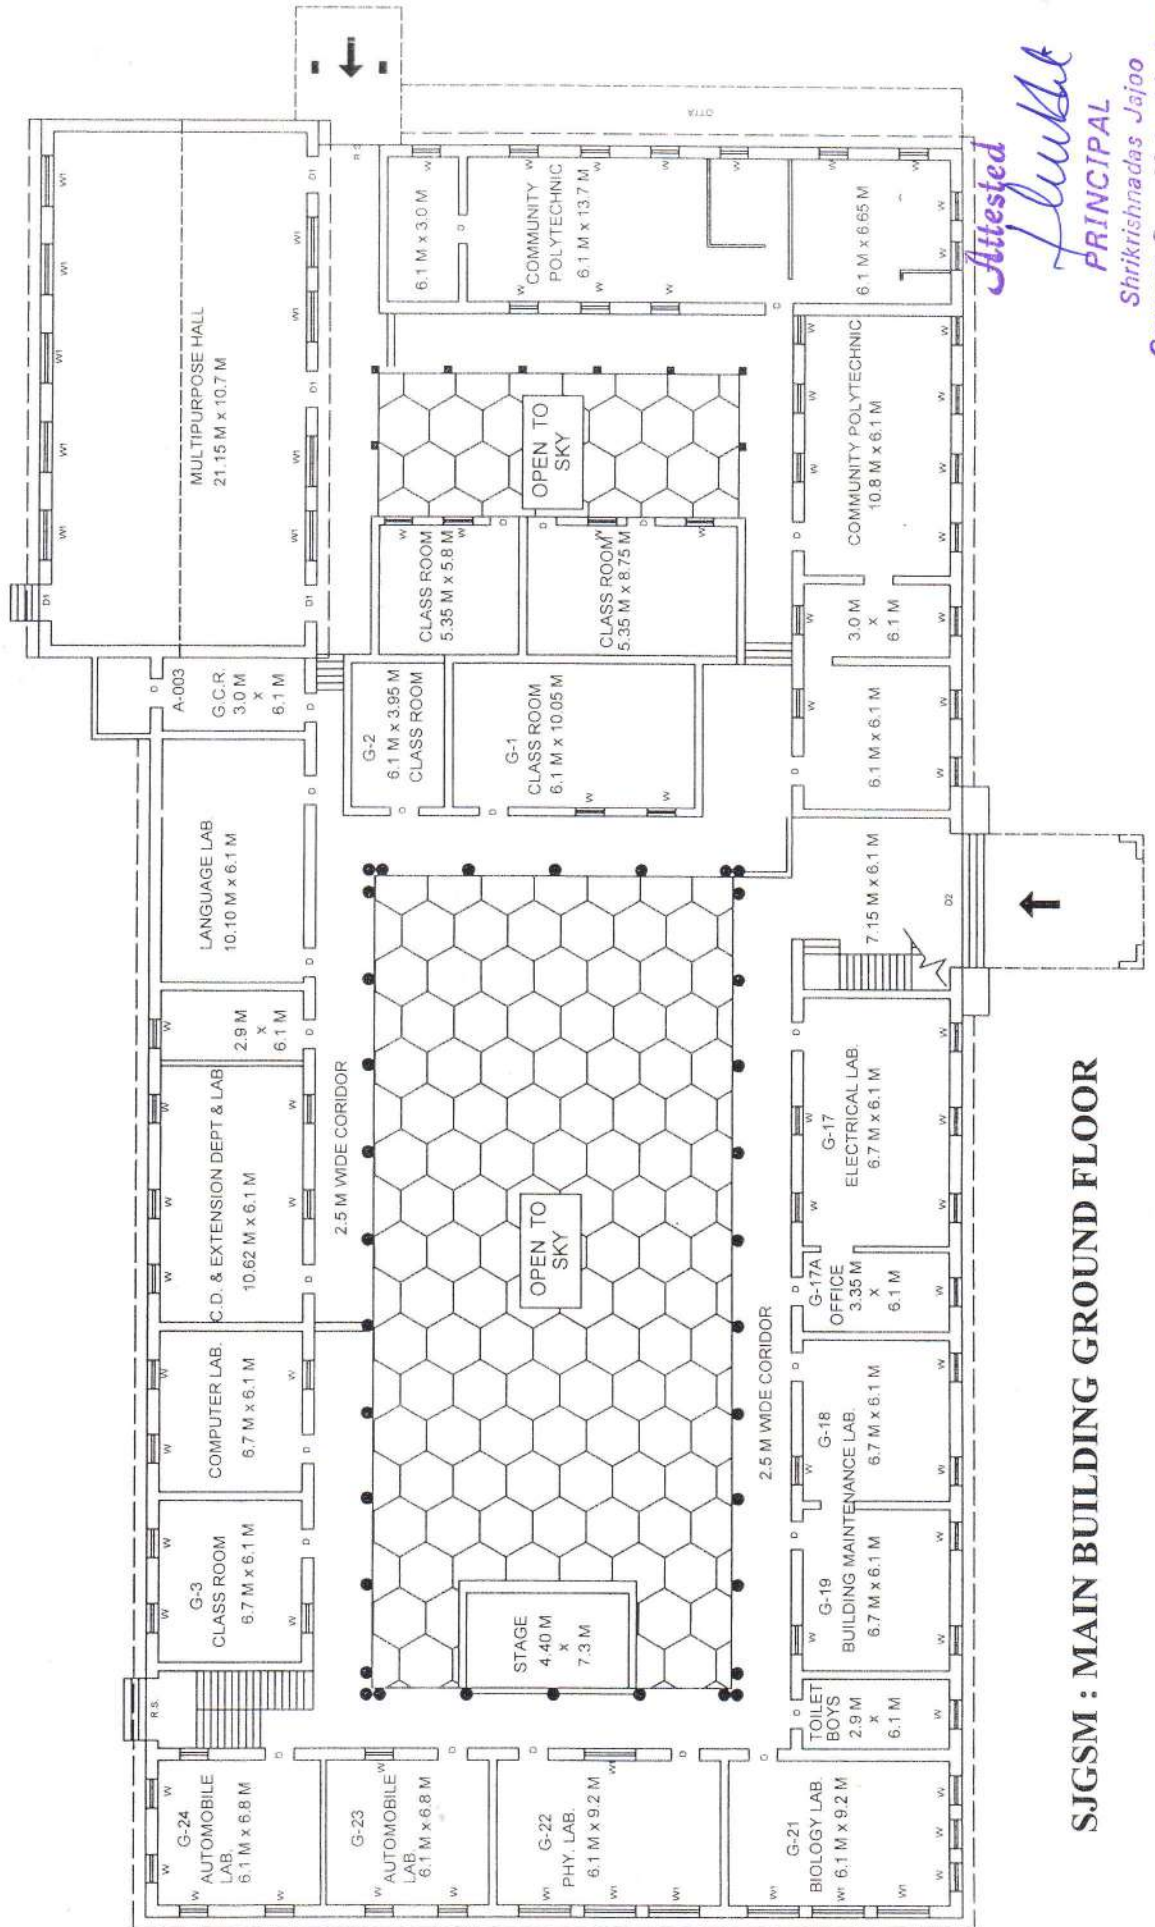 MULTIPURPOSE HALL
21.15 M x 10.7 M
A-003
G.C.R.
3.0 M
x
6.1 M
LANGUAGE LAB
10.10 M x 6.1 M
2.9 M
x
6.1 M
C.D. & EXTENSION DEPT & LAB
10.62 M x 6.1 M
COMPUTER LAB.
6.7 M x 6.1 M
G-3
CLASS ROOM
6.7 M x 6.1 M
R.S.
G-24
AUTOMOBILE
LAB.
6.1 M x 6.8 M
G-23
AUTOMOBILE
LAB.
6.1 M x 6.8 M
G-22
PHY. LAB.
6.1 M x 9.2 M
G-21
BIOLOGY LAB.
6.1 M x 9.2 M
2.5 M WIDE CORIDOR
OPEN TO
SKY
STAGE
4.40 M
x
7.3 M
2.5 M WIDE CORIDOR
TOILET
BOYS
2.9 M
x
6.1 M
G-19
BUILDING MAINTENANCE LAB.
6.7 M x 6.1 M
G-18
6.7 M x 6.1 M
G-17A
OFFICE
3.35 M
x
6.1 M
G-17
ELECTRICAL LAB.
6.7 M x 6.1 M
7.15 M x 6.1 M
D2
6.1 M x 6.1 M
3.0 M
x
6.1 M
COMMUNITY POLYTECHNIC
10.8 M x 6.1 M
6.1 M x 6.65 M
COMMUNITY
POLYTECHNIC
6.1 M x 13.7 M
6.1 M x 3.0 M
OTTA
OPEN TO
SKY
CLASS ROOM
5.35 M x 5.8 M
CLASS ROOM
5.35 M x 8.75 M
G-2
6.1 M x 3.95 M
CLASS ROOM
G-1
CLASS ROOM
6.1 M x 10.05 M
SJGSM : MAIN BUILDING GROUND FLOOR
Attested
PRINCIPAL
Shrikrishnadas Jajoo